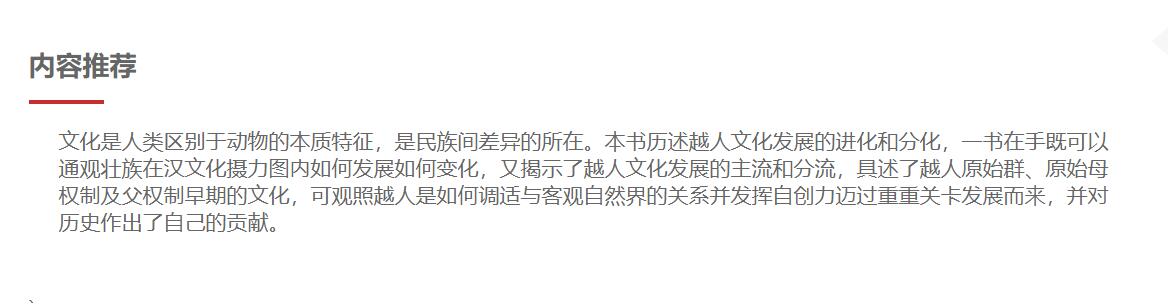 内容推荐
文化是人类区别于动物的本质特征，是民族间差异的所在。本书历述越人文化发展的进化和分化，一书在手既可以
通观壮族在汉文化摄力图内如何发展如何变化，又揭示了越人文化发展的主流和分流，具述了越人原始群、原始母
权制及父权制早期的文化，可观照越人是如何调适与客观自然界的关系并发挥自创力迈过重重关卡发展而来，并对
历史作出了自己的贡献。
、